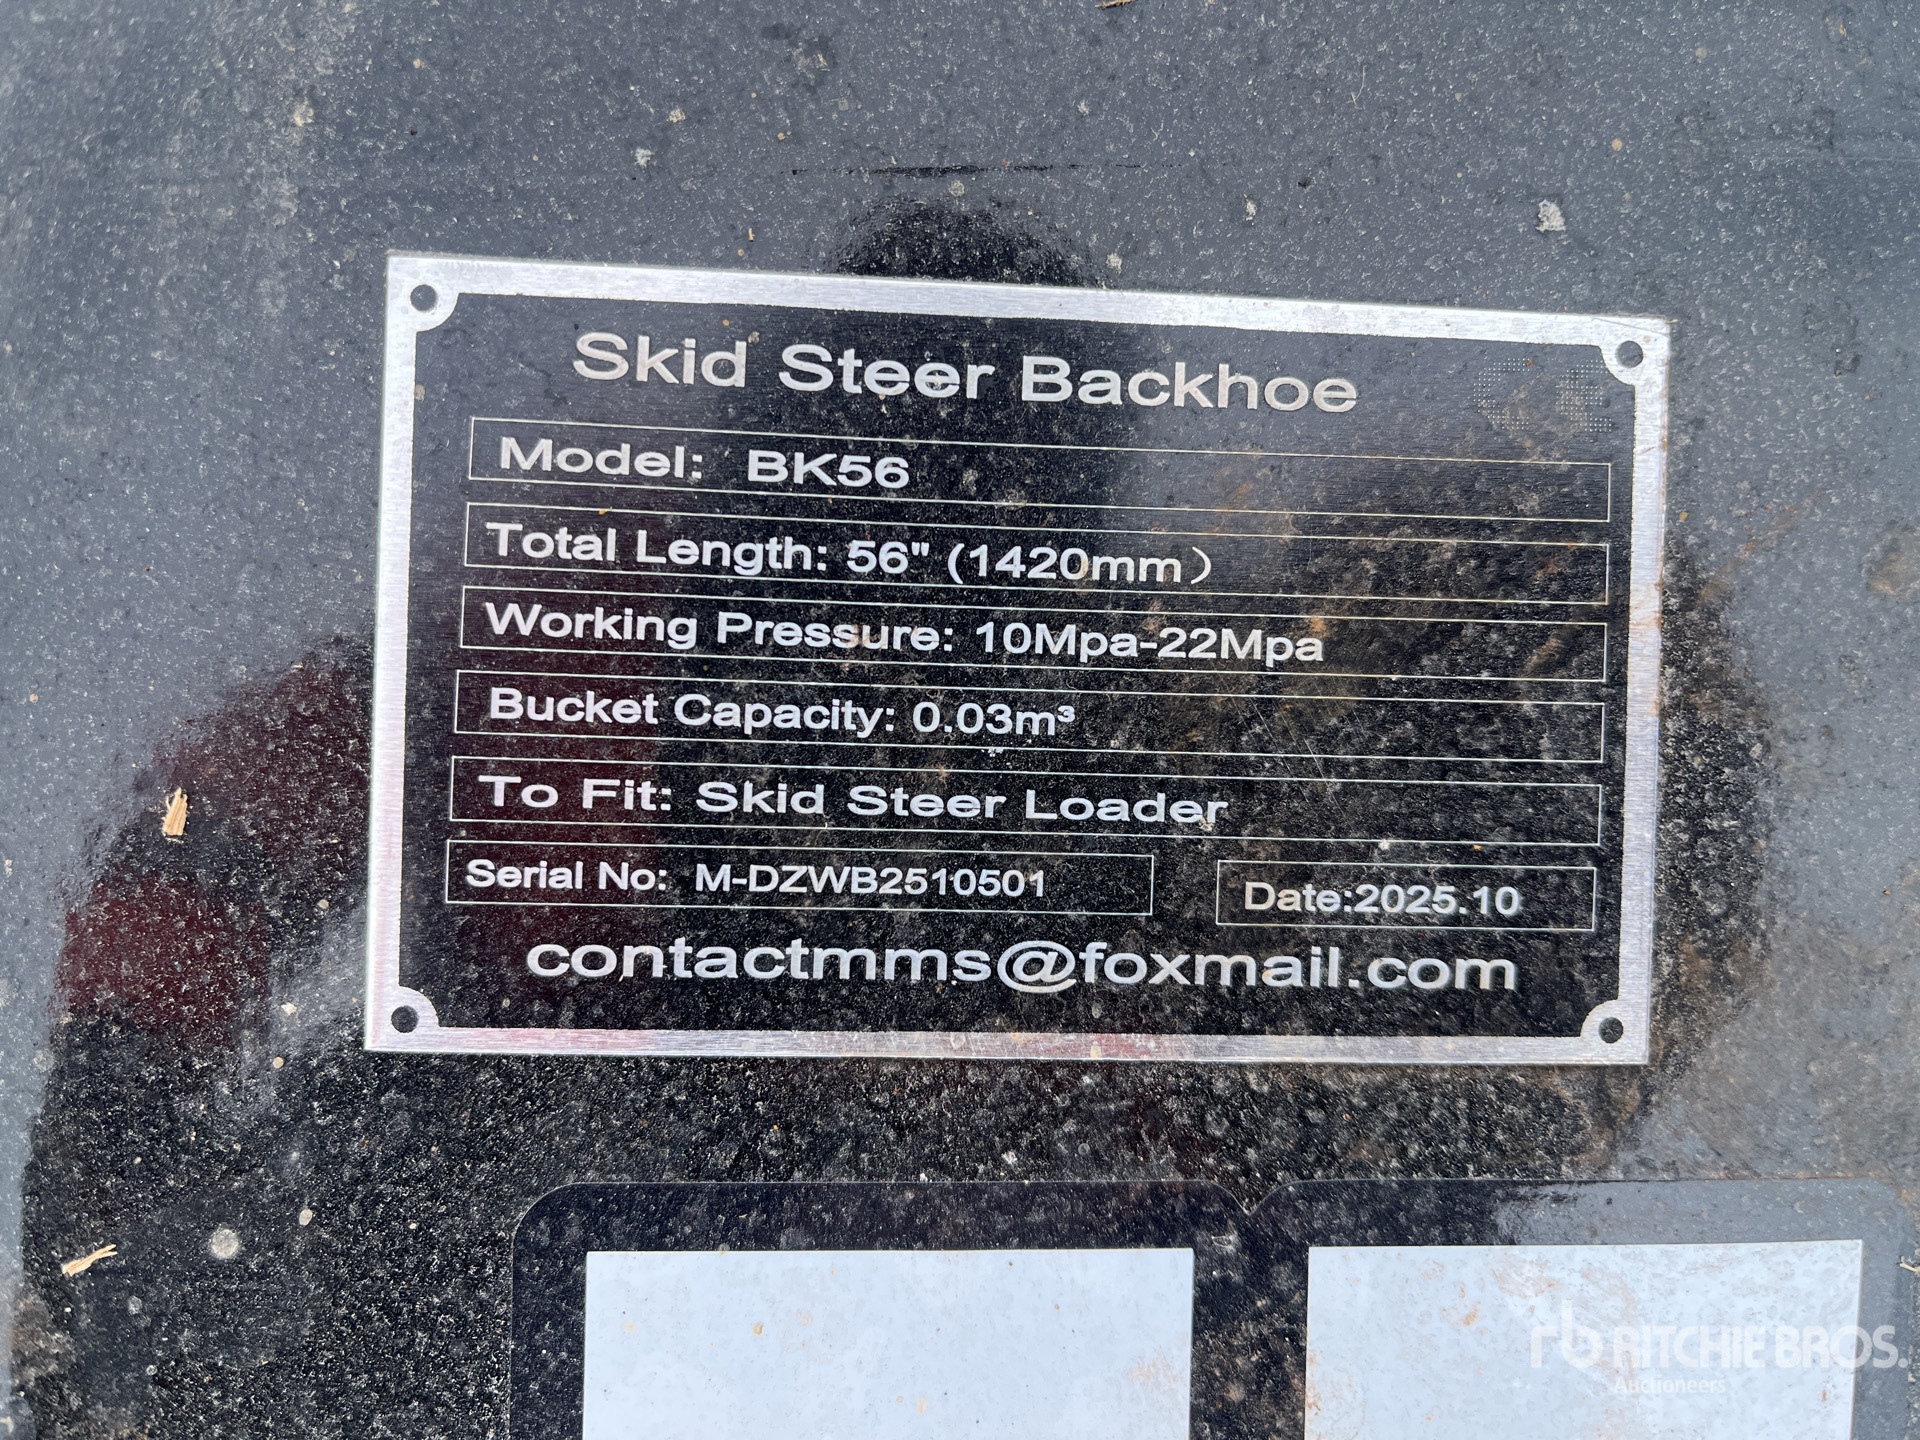 Skid Steer Backhoe
Model: BK56
Total Length: 56" (1420mm）
Working Pressure: 10Mpa-22Mpa
Bucket Capacity: 0.03m³
To Fit: Skid Steer Loader
Serial No: M-DZWB2510501
Date:2025.10
contactmms@foxmail.com
rb RITCHIE BROS.
Auctioneers